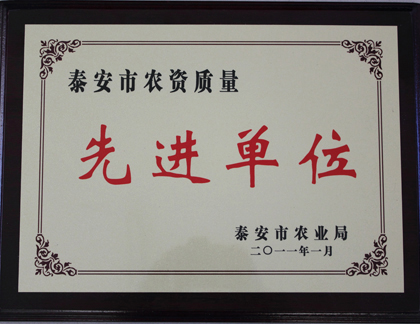 泰安市农资质量
先进单位
泰安市农业局
二〇一一年一月